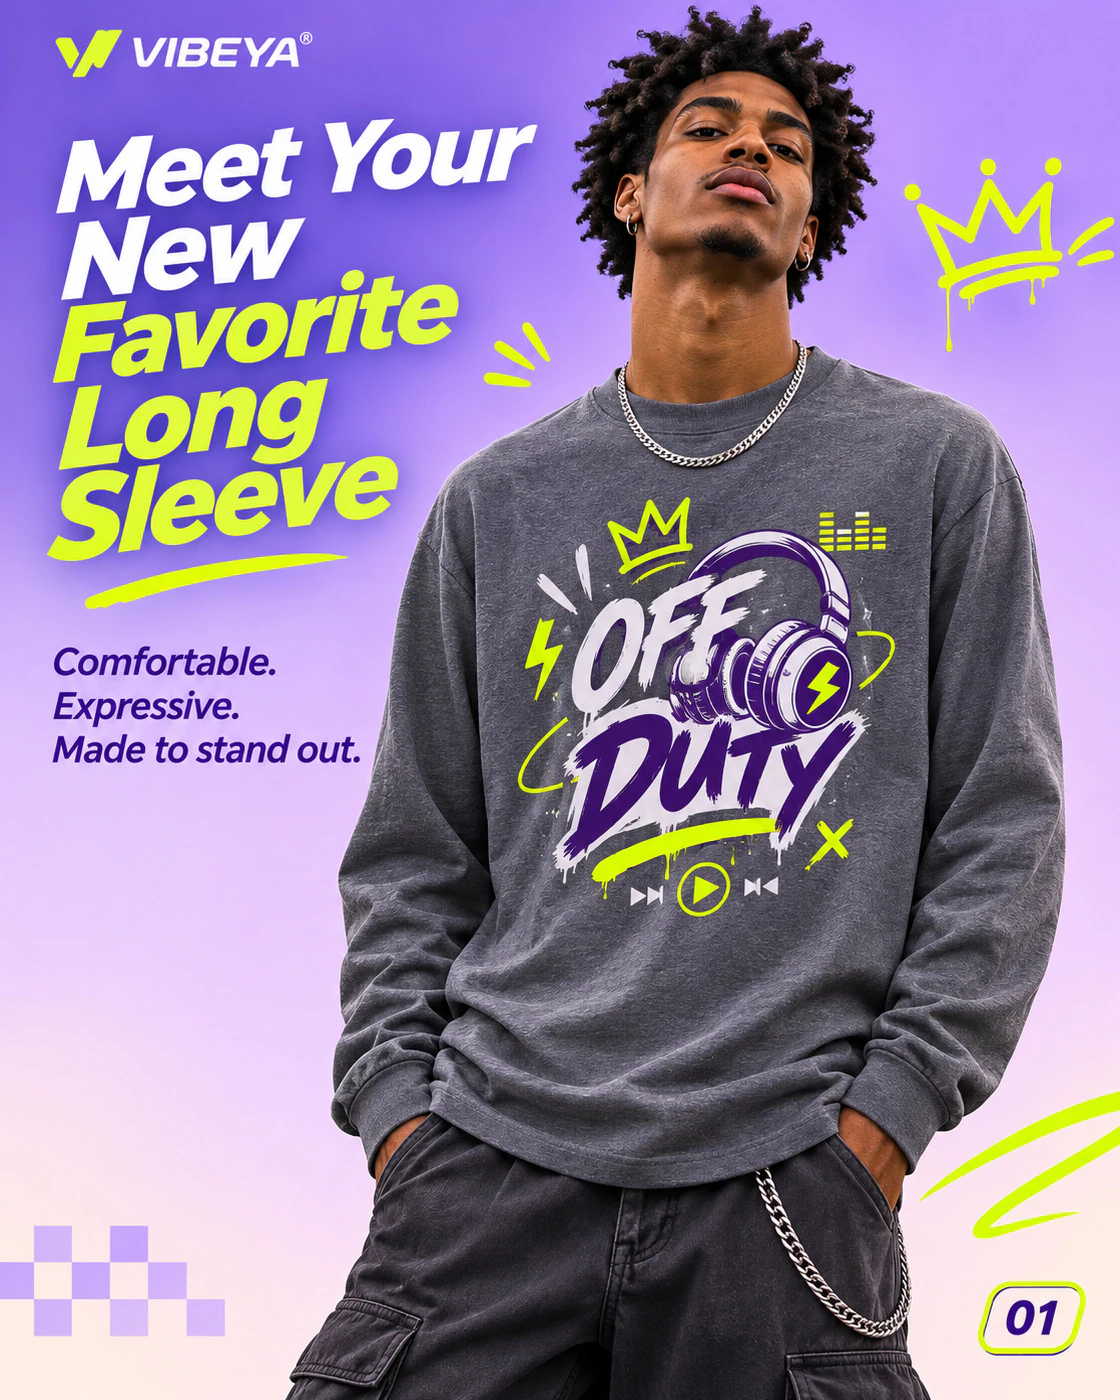 VIBEYA®
Meet Your
New
Favorite
Long
Sleeve
Comfortable.
Expressive.
Made to stand out.
OFF
DUTY
01